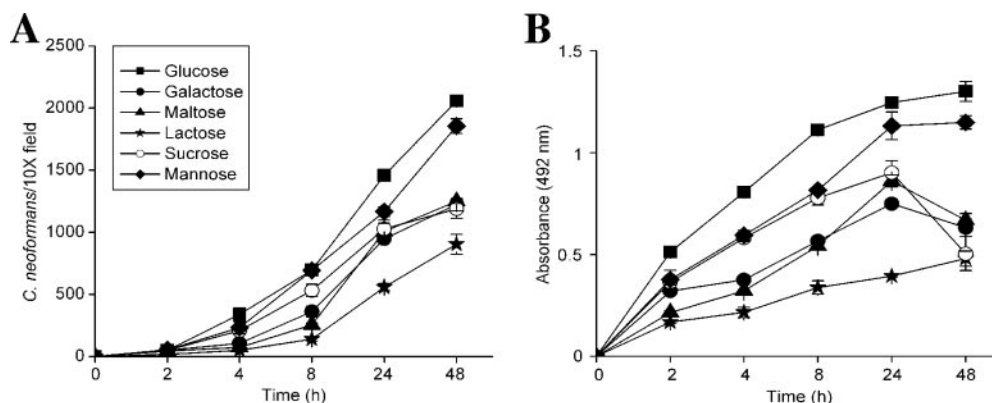 A
2500
2000
1500
1000
500
0
C. neoformans/10X field
Glucose
Galactose
Maltose
Lactose
Sucrose
Mannose
0 2 4 8 24 48
Time (h)
B
1.5
1
0.5
0
Absorbance (492 nm)
0 2 4 8 24 48
Time (h)